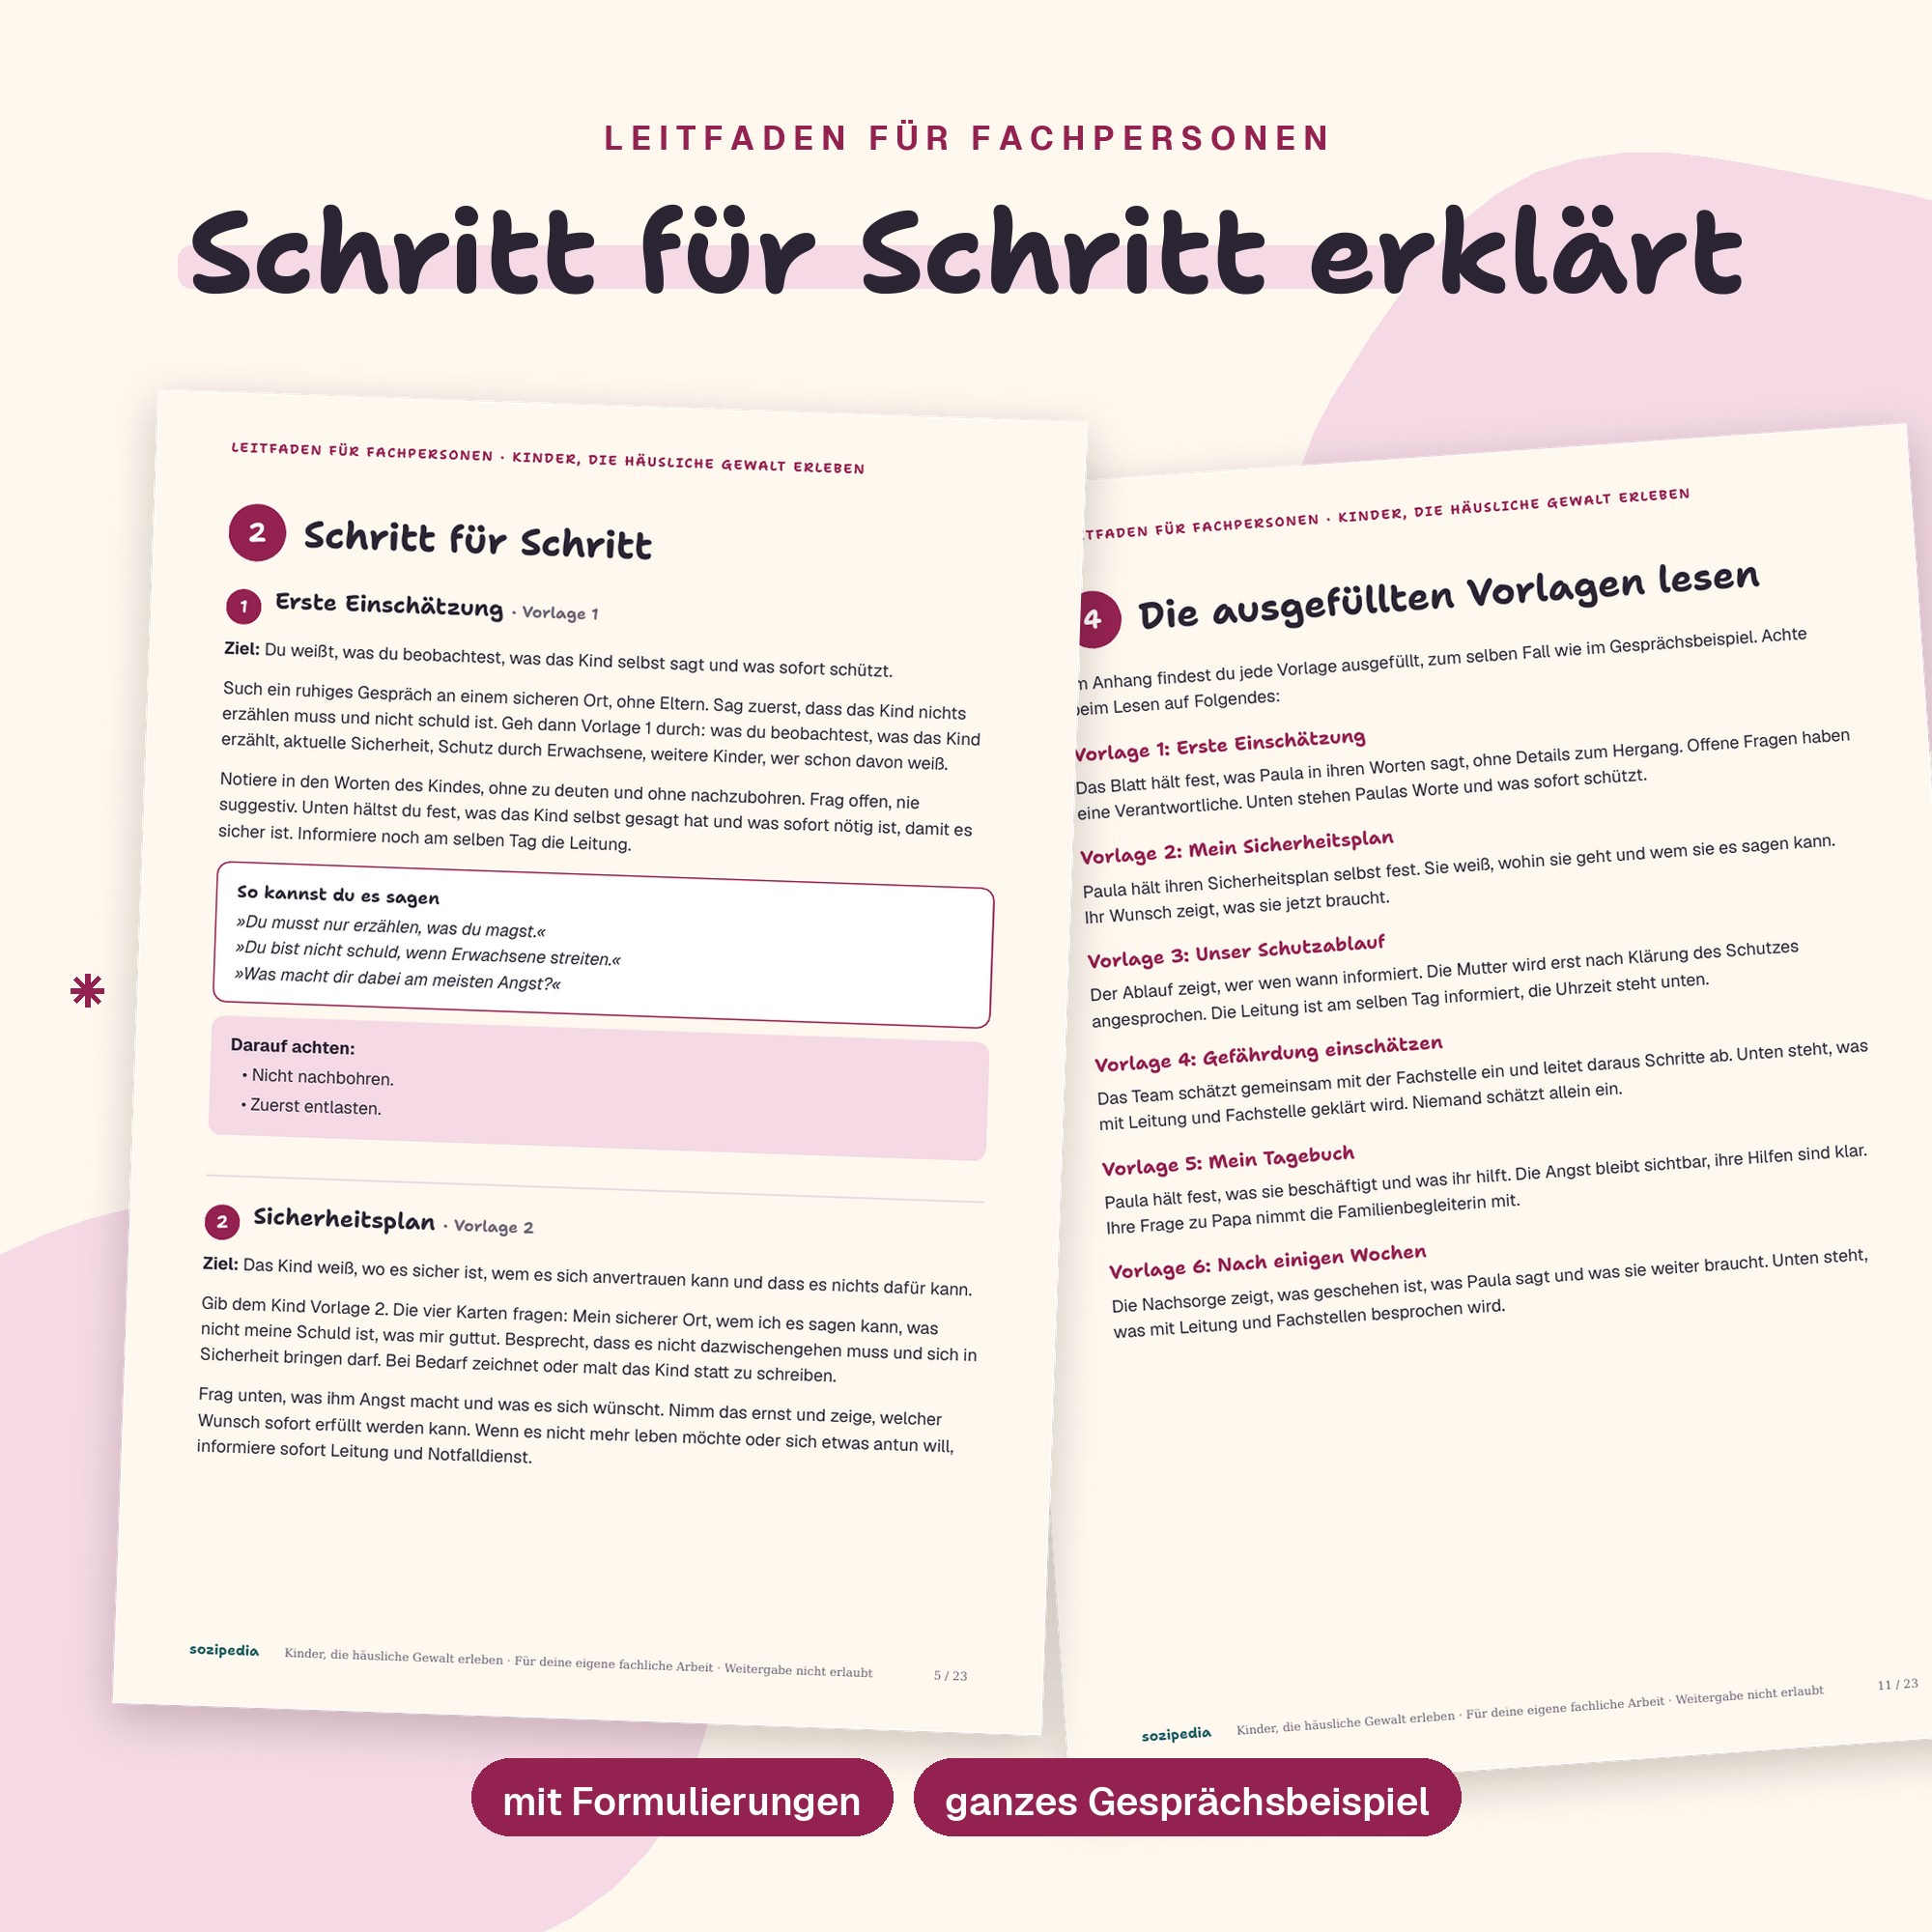 LEITFADEN FÜR FACHPERSONEN
Schritt für Schritt erklärt
LEITFADEN FÜR FACHPERSONEN · KINDER, DIE HÄUSLICHE GEWALT ERLEBEN
2 Schritt für Schritt
1 Erste Einschätzung · Vorlage 1
Ziel: Du weißt, was du beobachtest, was das Kind selbst sagt und was sofort schützt.
Such ein ruhiges Gespräch an einem sicheren Ort, ohne Eltern. Sag zuerst, dass das Kind nichts
erzählen muss und nicht schuld ist. Geh dann Vorlage 1 durch: was du beobachtest, was das Kind
erzählt, aktuelle Sicherheit, Schutz durch Erwachsene, weitere Kinder, wer schon davon weiß.
Notiere in den Worten des Kindes, ohne zu deuten und ohne nachzubohren. Frag offen, nie
suggestiv. Unten hältst du fest, was das Kind selbst gesagt hat und was sofort nötig ist, damit es
sicher ist. Informiere noch am selben Tag die Leitung.
So kannst du es sagen
»Du musst nur erzählen, was du magst.«
»Du bist nicht schuld, wenn Erwachsene streiten.«
»Was macht dir dabei am meisten Angst?«
Darauf achten:
• Nicht nachbohren.
• Zuerst entlasten.
2 Sicherheitsplan · Vorlage 2
Ziel: Das Kind weiß, wo es sicher ist, wem es sich anvertrauen kann und dass es nichts dafür kann.
Gib dem Kind Vorlage 2. Die vier Karten fragen: Mein sicherer Ort, wem ich es sagen kann, was
nicht meine Schuld ist, was mir guttut. Besprecht, dass es nicht dazwischengehen muss und sich in
Sicherheit bringen darf. Bei Bedarf zeichnet oder malt das Kind statt zu schreiben.
Frag unten, was ihm Angst macht und was es sich wünscht. Nimm das ernst und zeige, welcher
Wunsch sofort erfüllt werden kann. Wenn es nicht mehr leben möchte oder sich etwas antun will,
informiere sofort Leitung und Notfalldienst.
sozipedia Kinder, die häusliche Gewalt erleben · Für deine eigene fachliche Arbeit · Weitergabe nicht erlaubt 5 / 23
TFADEN FÜR FACHPERSONEN · KINDER, DIE HÄUSLICHE GEWALT ERLEBEN
4 Die ausgefüllten Vorlagen lesen
m Anhang findest du jede Vorlage ausgefüllt, zum selben Fall wie im Gesprächsbeispiel. Achte
beim Lesen auf Folgendes:
Vorlage 1: Erste Einschätzung
Das Blatt hält fest, was Paula in ihren Worten sagt, ohne Details zum Hergang. Offene Fragen haben
eine Verantwortliche. Unten stehen Paulas Worte und was sofort schützt.
Vorlage 2: Mein Sicherheitsplan
Paula hält ihren Sicherheitsplan selbst fest. Sie weiß, wohin sie geht und wem sie es sagen kann.
Ihr Wunsch zeigt, was sie jetzt braucht.
Vorlage 3: Unser Schutzablauf
Der Ablauf zeigt, wer wen wann informiert. Die Mutter wird erst nach Klärung des Schutzes
angesprochen. Die Leitung ist am selben Tag informiert, die Uhrzeit steht unten.
Vorlage 4: Gefährdung einschätzen
Das Team schätzt gemeinsam mit der Fachstelle ein und leitet daraus Schritte ab. Unten steht, was
mit Leitung und Fachstelle geklärt wird. Niemand schätzt allein ein.
Vorlage 5: Mein Tagebuch
Paula hält fest, was sie beschäftigt und was ihr hilft. Die Angst bleibt sichtbar, ihre Hilfen sind klar.
Ihre Frage zu Papa nimmt die Familienbegleiterin mit.
Vorlage 6: Nach einigen Wochen
Die Nachsorge zeigt, was geschehen ist, was Paula sagt und was sie weiter braucht. Unten steht,
was mit Leitung und Fachstellen besprochen wird.
sozipedia Kinder, die häusliche Gewalt erleben · Für deine eigene fachliche Arbeit · Weitergabe nicht erlaubt 11 / 23
mit Formulierungen
ganzes Gesprächsbeispiel